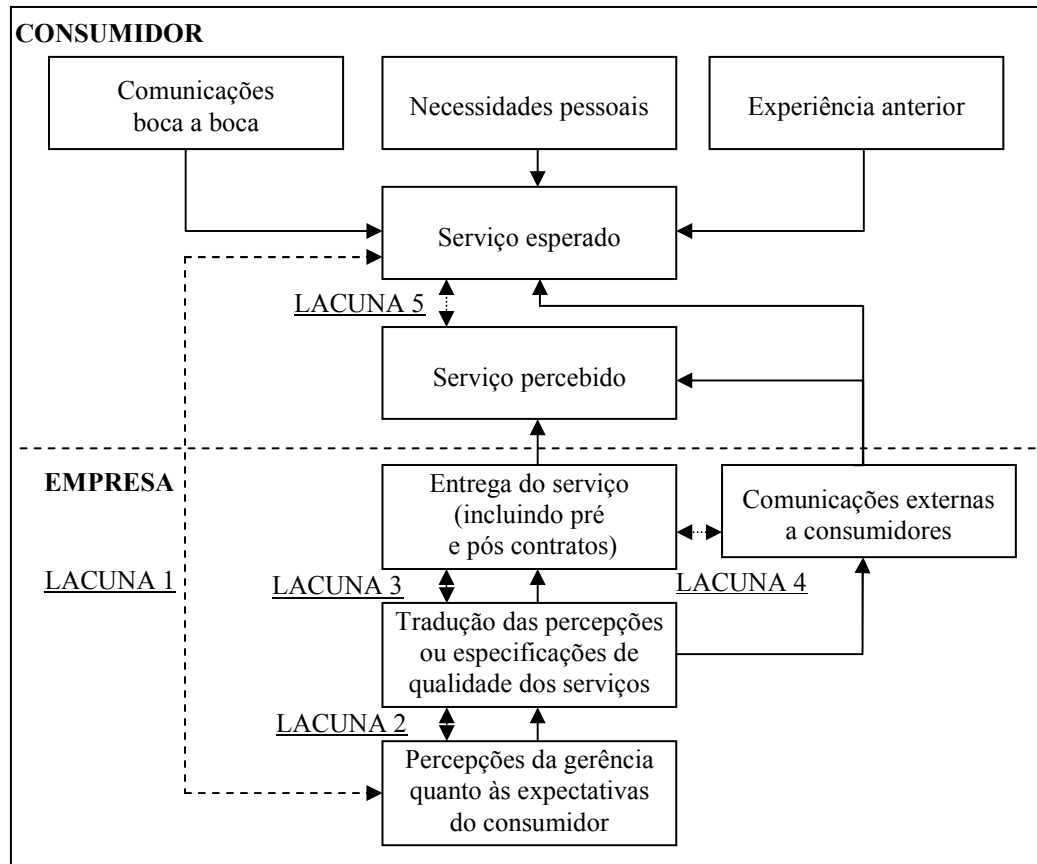 CONSUMIDOR
Comunicações
boca a boca
Necessidades pessoais
Experiência anterior
Serviço esperado
LACUNA 5
Serviço percebido
EMPRESA
Entrega do serviço
(incluindo pré
e pós contratos)
Comunicações externas
a consumidores
LACUNA 1
LACUNA 3
LACUNA 4
Tradução das percepções
ou especificações de
qualidade dos serviços
LACUNA 2
Percepções da gerência
quanto às expectativas
do consumidor